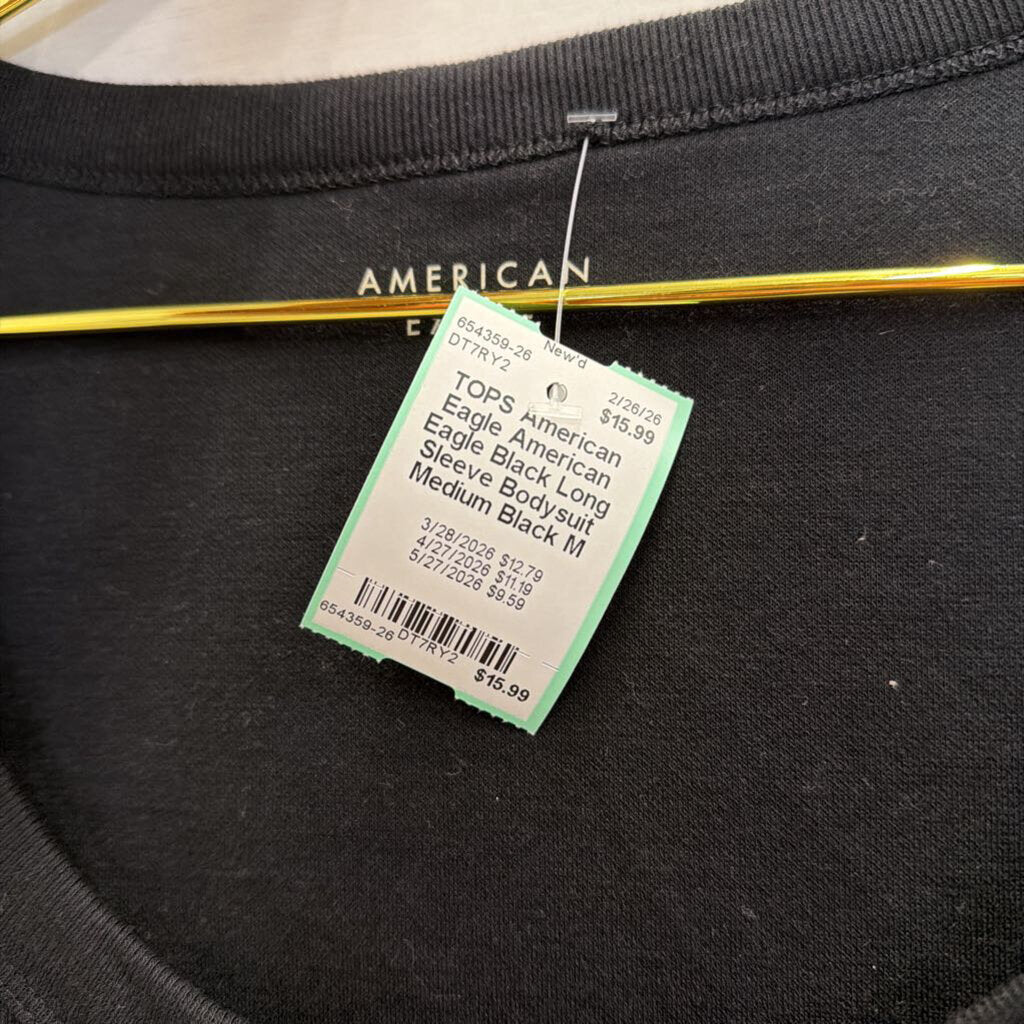 AMERICAN
654359-26
New'd
DT7RY2
2/26/26
$15.99
TOPS American
Eagle American
Eagle Black Long
Sleeve Bodysuit
Medium Black M
3/28/2026 $12.79
4/27/2026 $11.19
5/27/2026 $9.59
654359-26 DT7RY2
$15.99